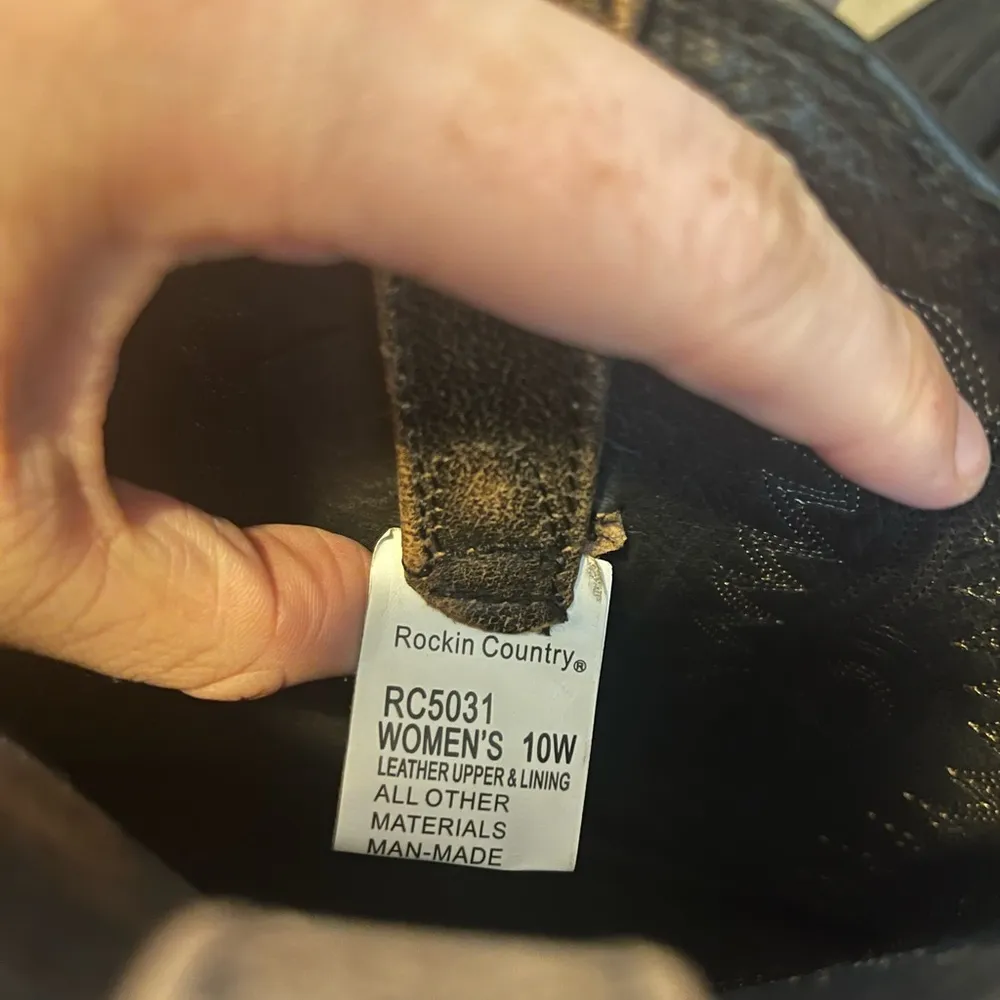 Rockin Country®
RC5031
WOMEN'S 10W
LEATHER UPPER & LINING
ALL OTHER
MATERIALS
MAN-MADE